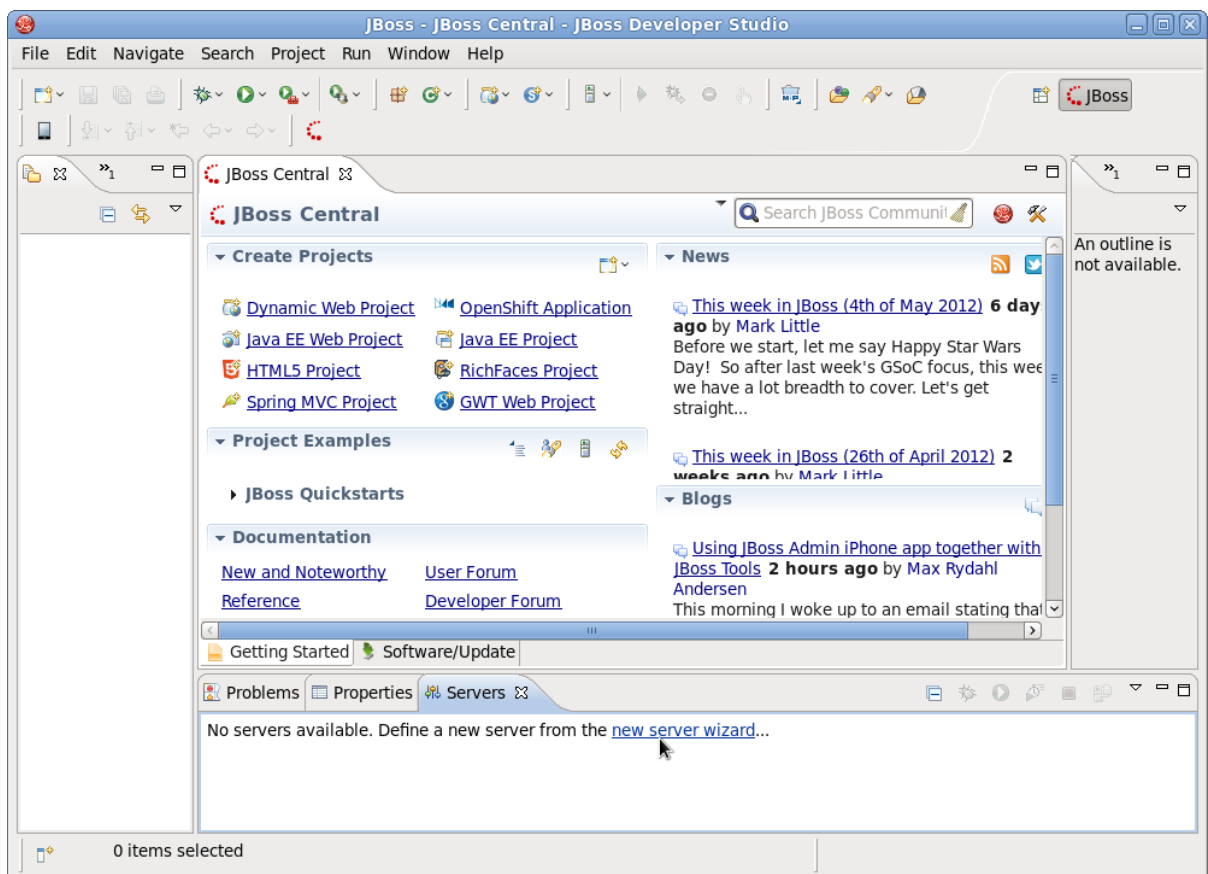 JBoss - JBoss Central - JBoss Developer Studio
File Edit Navigate Search Project Run Window Help
JBoss
»1
JBoss Central
»1
JBoss Central
Search JBoss Communit
An outline is
not available.
Create Projects
Dynamic Web Project
OpenShift Application
Java EE Web Project
Java EE Project
HTML5 Project
RichFaces Project
Spring MVC Project
GWT Web Project
Project Examples
JBoss Quickstarts
Documentation
New and Noteworthy
User Forum
Reference
Developer Forum
News
This week in JBoss (4th of May 2012) 6 day
ago by Mark Little
Before we start, let me say Happy Star Wars
Day! So after last week's GSoC focus, this wee
we have a lot breadth to cover. Let's get
straight...
This week in JBoss (26th of April 2012) 2
weeks ago by Mark Little
Blogs
Using JBoss Admin iPhone app together with
JBoss Tools 2 hours ago by Max Rydahl
Andersen
This morning I woke up to an email stating that
Getting Started
Software/Update
Problems
Properties
Servers
No servers available. Define a new server from the new server wizard...
0 items selected